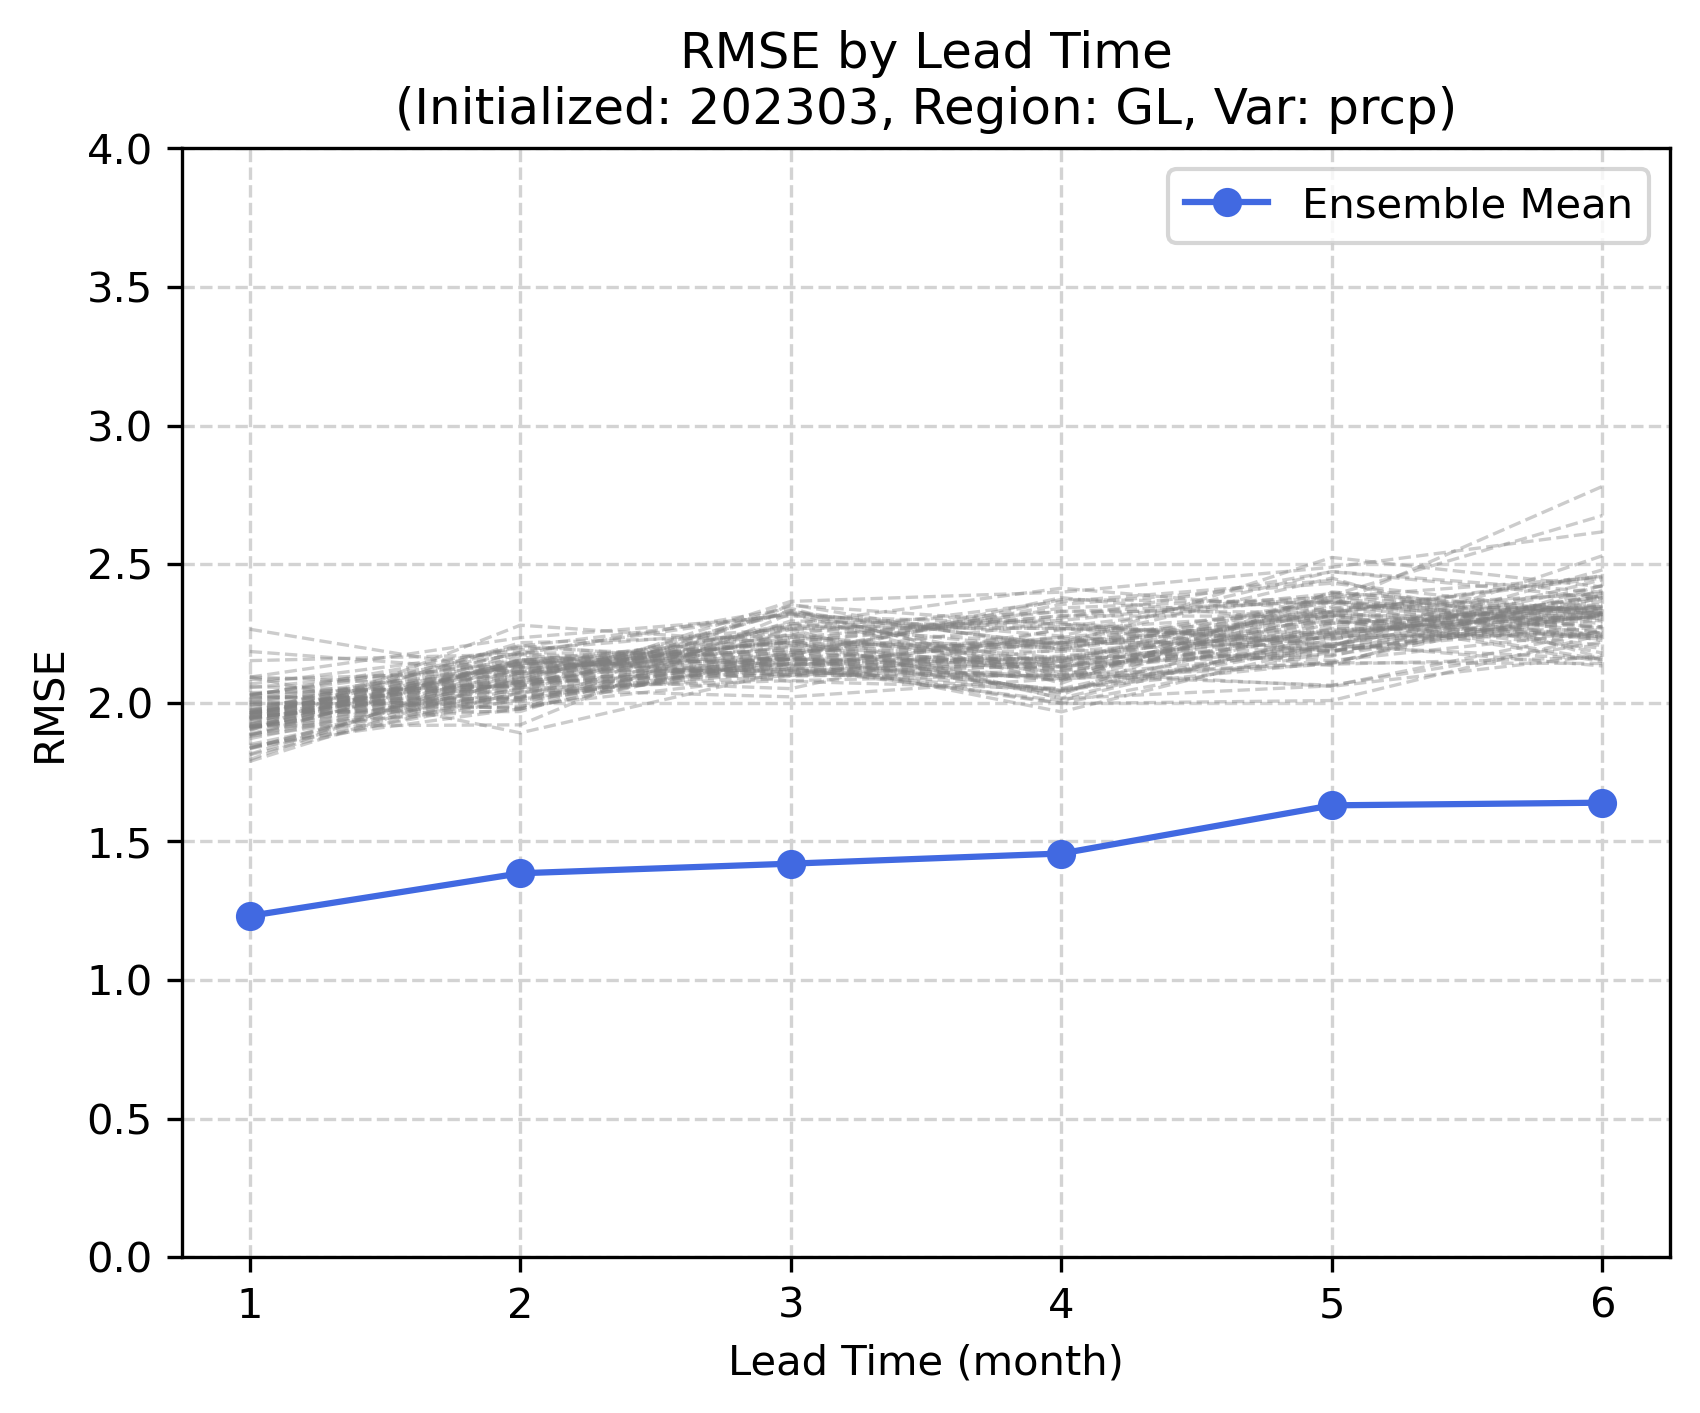 RMSE by Lead Time
(Initialized: 202303, Region: GL, Var: prcp)
4.0
3.5
3.0
2.5
2.0
1.5
1.0
0.5
0.0
RMSE
Ensemble Mean
1 2 3 4 5 6
Lead Time (month)